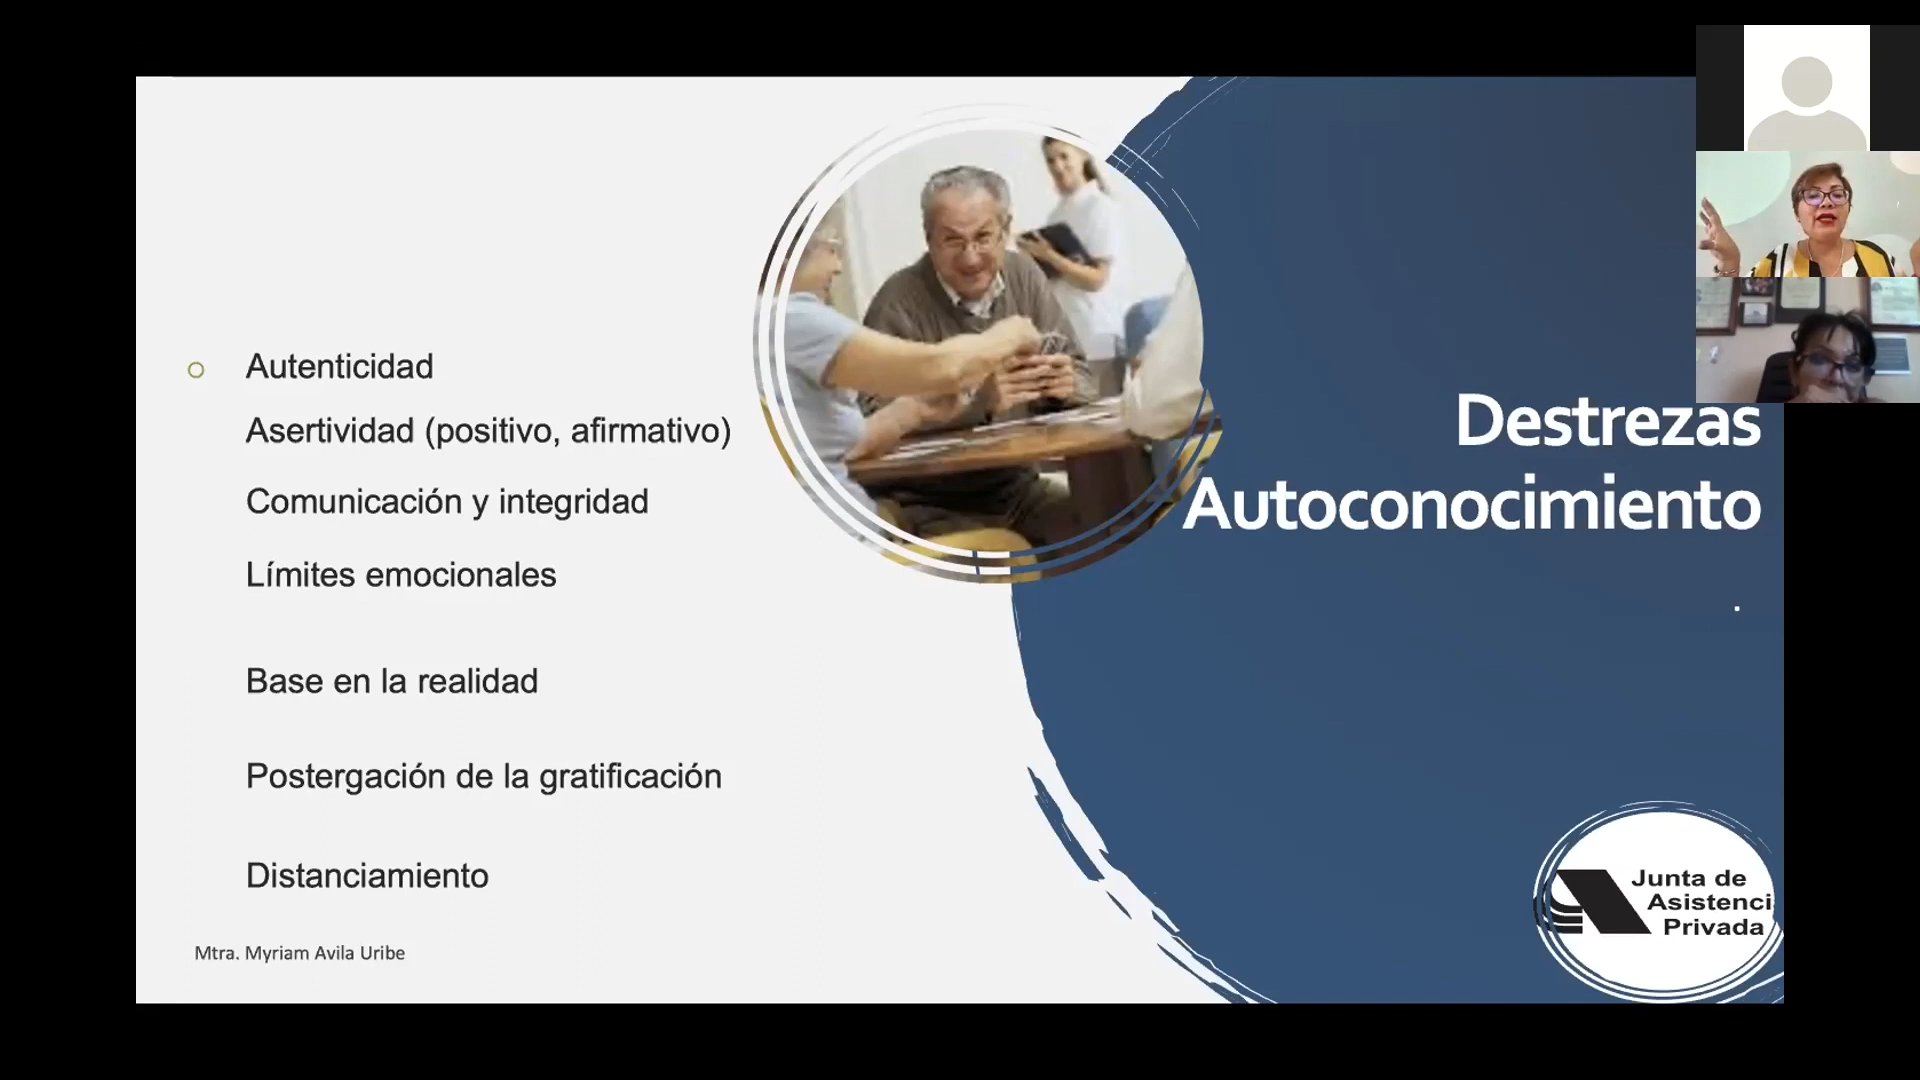 Autenticidad
Asertividad (positivo, afirmativo)
Comunicación y integridad
Límites emocionales
Base en la realidad
Postergación de la gratificación
Distanciamiento
Mtra. Myriam Avila Uribe
Destrezas
Autoconocimiento
.
Junta de
Asistenci
Privada